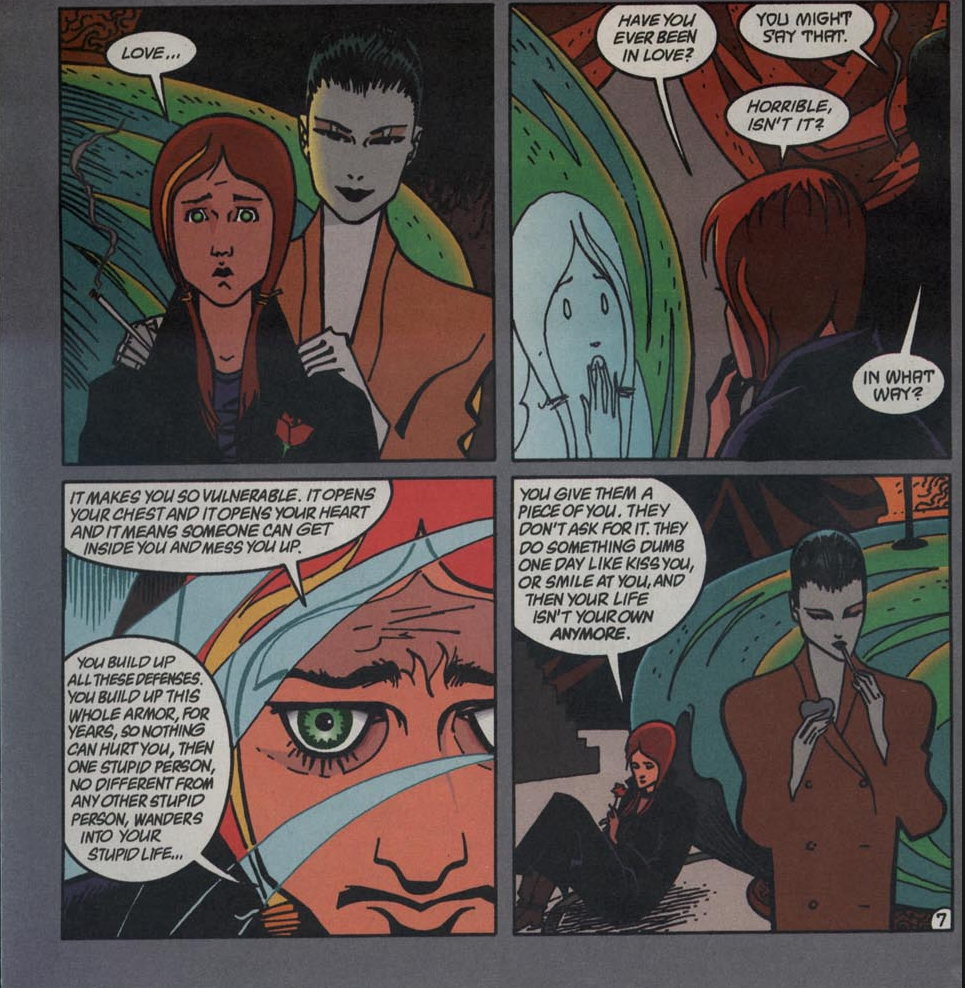 LOVE...
HAVE YOU
EVER BEEN
IN LOVE?
YOU MIGHT
SAY THAT.
HORRIBLE,
ISN'T IT?
IN WHAT
WAY?
IT MAKES YOU SO VULNERABLE. IT OPENS
YOUR CHEST AND IT OPENS YOUR HEART
AND IT MEANS SOMEONE CAN GET
INSIDE YOU AND MESS YOU UP.
YOU BUILD UP
ALL THESE DEFENSES.
YOU BUILD UP THIS
WHOLE ARMOR, FOR
YEARS, SO NOTHING
CAN HURT YOU, THEN
ONE STUPID PERSON,
NO DIFFERENT FROM
ANY OTHER STUPID
PERSON, WANDERS
INTO YOUR
STUPID LIFE...
YOU GIVE THEM A
PIECE OF YOU. THEY
DON'T ASK FOR IT. THEY
DO SOMETHING DUMB
ONE DAY LIKE KISS YOU,
OR SMILE AT YOU, AND
THEN YOUR LIFE
ISN'T YOUR OWN
ANYMORE.
7